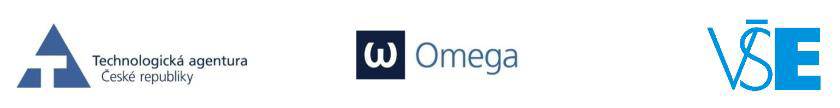 Technologická agentura
České republiky
ω Omega
VŠE